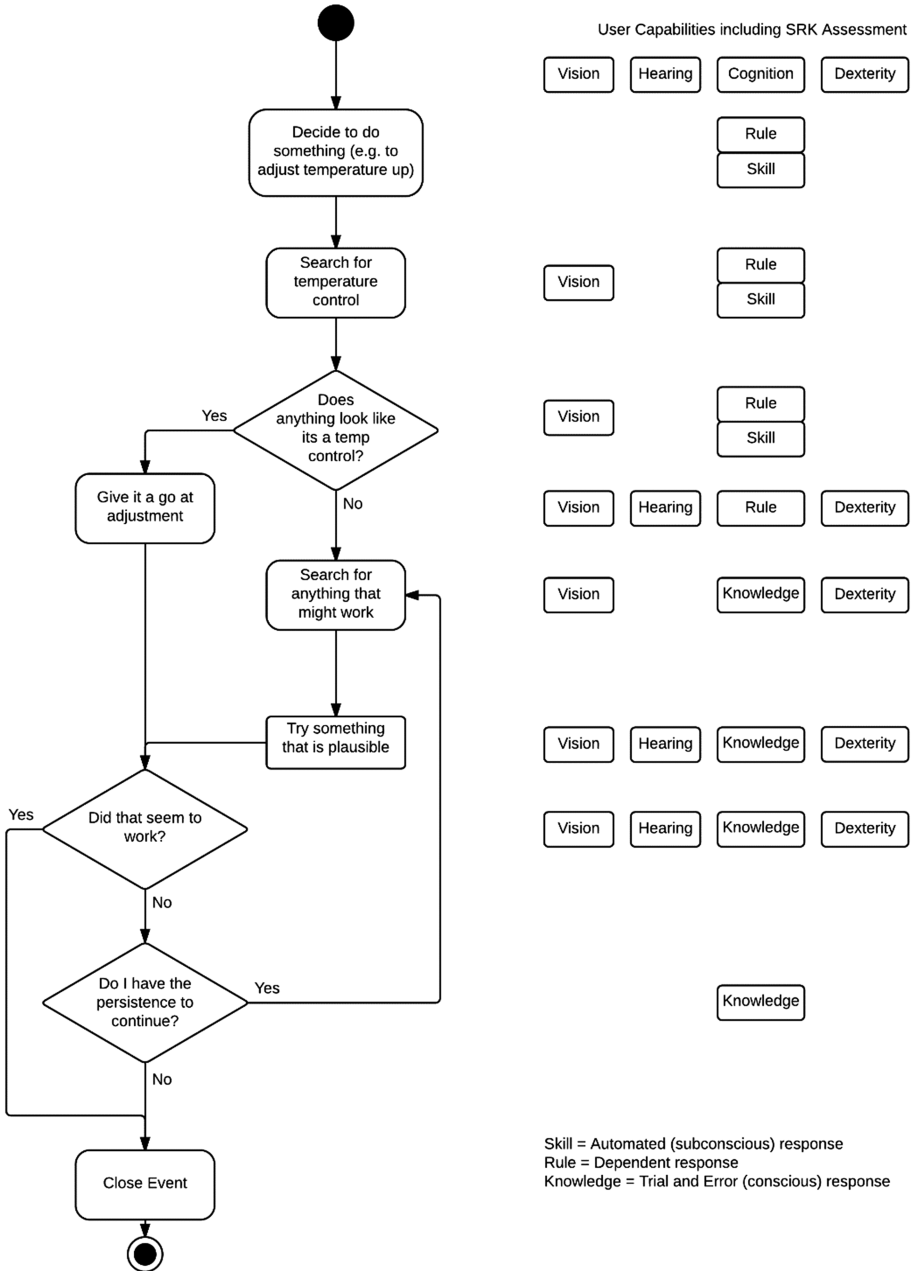 User Capabilities including SRK Assessment
Vision
Hearing
Cognition
Dexterity
Decide to do
something (e.g. to
adjust temperature up)
Rule
Skill
Search for
temperature
control
Vision
Rule
Skill
Does
anything look like
its a temp
control?
Yes
No
Vision
Rule
Skill
Give it a go at
adjustment
Vision
Hearing
Rule
Dexterity
Search for
anything that
might work
Vision
Knowledge
Dexterity
Try something
that is plausible
Vision
Hearing
Knowledge
Dexterity
Did that seem to
work?
Yes
No
Vision
Hearing
Knowledge
Dexterity
Do I have the
persistence to
continue?
Yes
No
Knowledge
Close Event
Skill = Automated (subconscious) response
Rule = Dependent response
Knowledge = Trial and Error (conscious) response